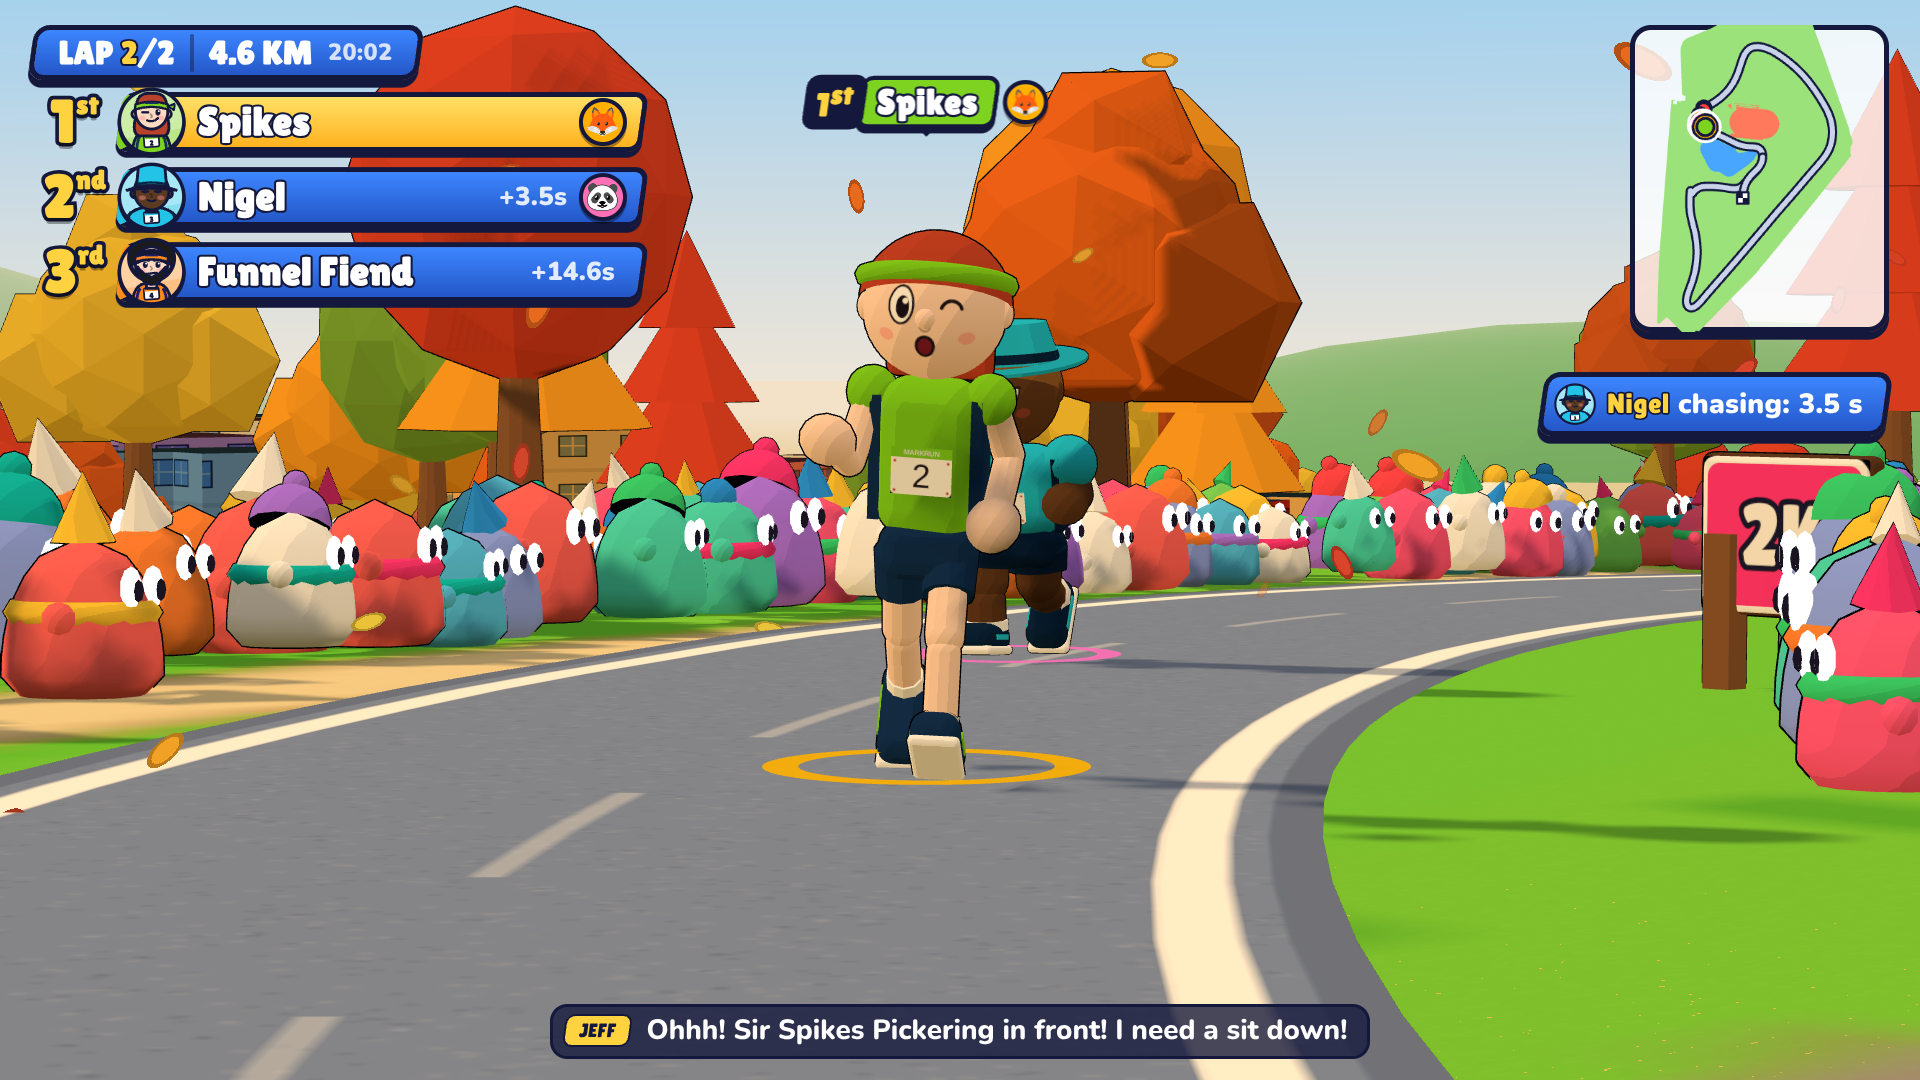 LAP 2/2 4.6 KM 20:02
1st Spikes
2nd Nigel +3.5s
3rd Funnel Fiend +14.6s
1st Spikes
Nigel chasing: 3.5 s
MARKRUN
2
JEFF Ohhh! Sir Spikes Pickering in front! I need a sit down!